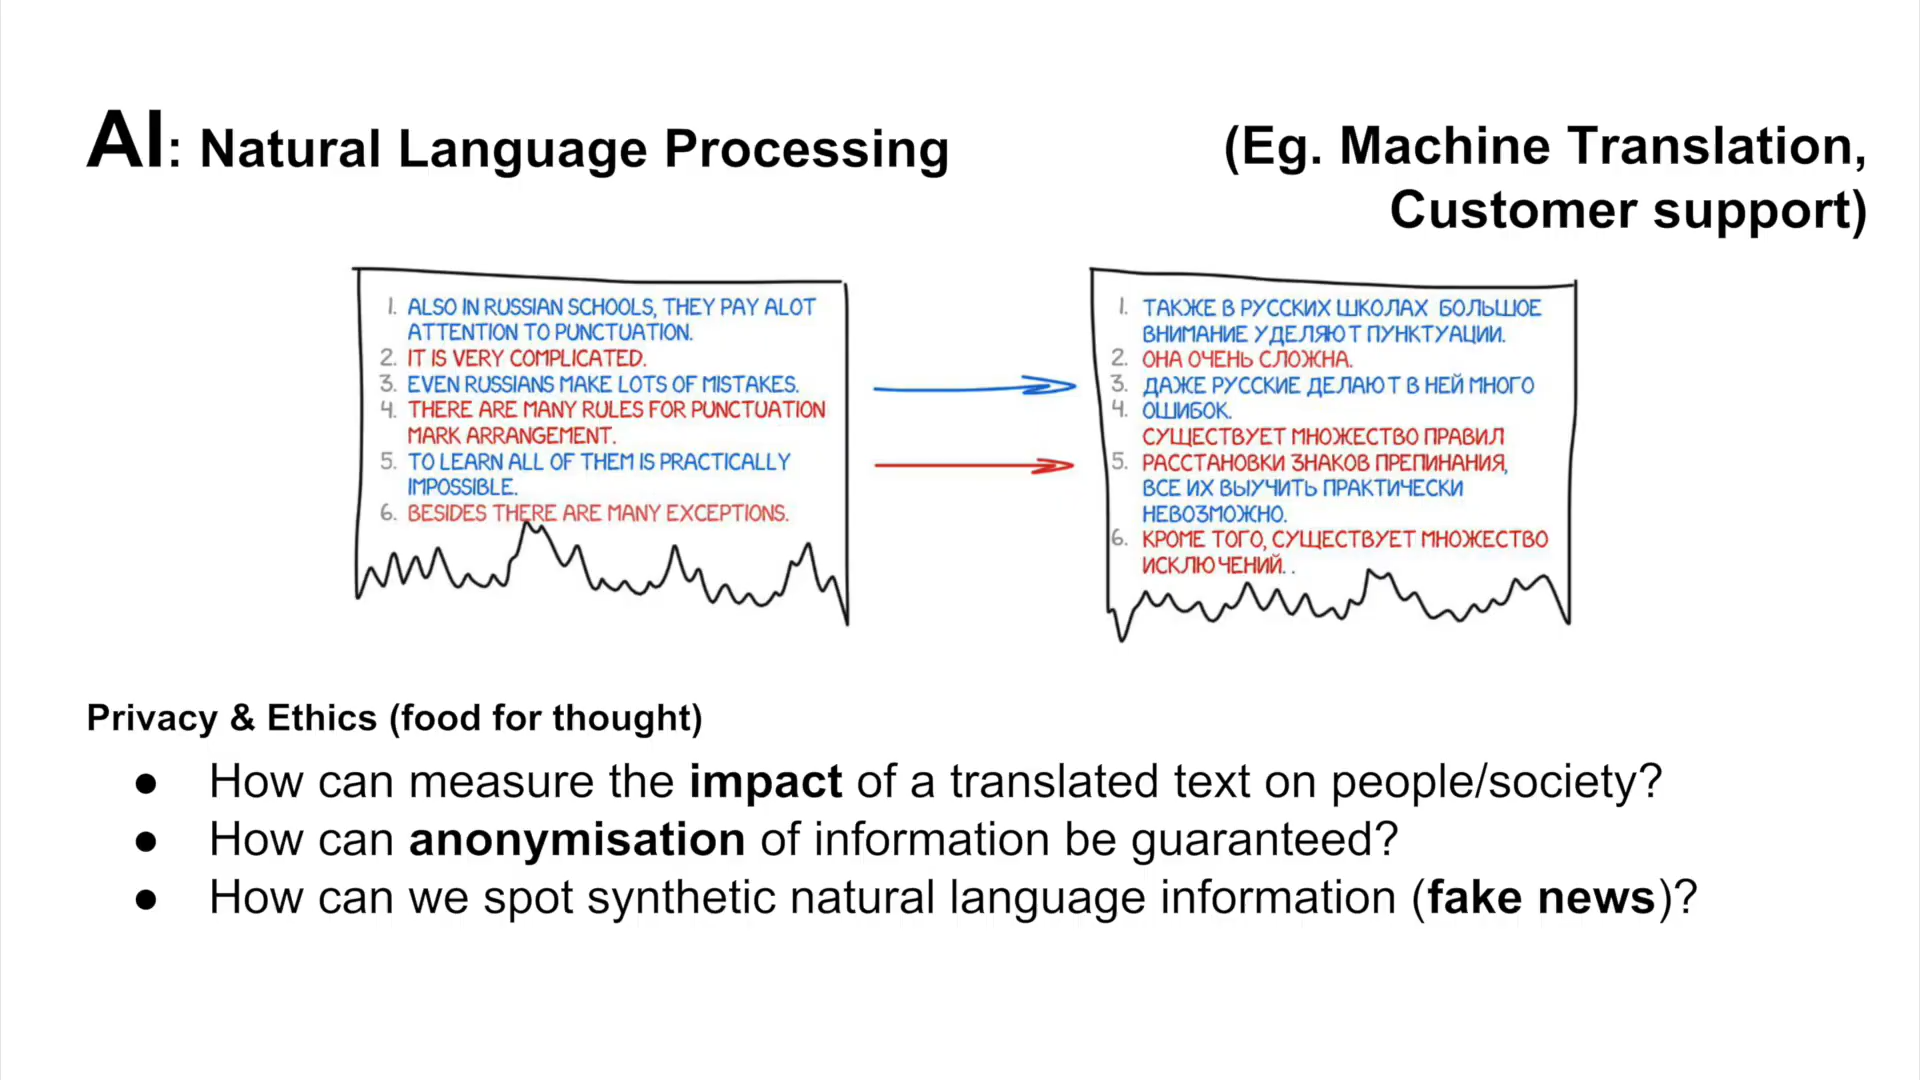 AI: Natural Language Processing
(Eg. Machine Translation,
Customer support)
1. ALSO IN RUSSIAN SCHOOLS, THEY PAY ALOT
ATTENTION TO PUNCTUATION.
2. IT IS VERY COMPLICATED.
3. EVEN RUSSIANS MAKE LOTS OF MISTAKES.
4. THERE ARE MANY RULES FOR PUNCTUATION
MARK ARRANGEMENT.
5. TO LEARN ALL OF THEM IS PRACTICALLY
IMPOSSIBLE.
6. BESIDES THERE ARE MANY EXCEPTIONS.
1. ТАКЖЕ В РУССКИХ ШКОЛАХ БОЛЬШОЕ
ВНИМАНИЕ УДЕЛЯЮТ ПУНКТУАЦИИ.
2. ОНА ОЧЕНЬ СЛОЖНА.
3. ДАЖЕ РУССКИЕ ДЕЛАЮТ В НЕЙ МНОГО
4. ОШИБОК.
СУЩЕСТВУЕТ МНОЖЕСТВО ПРАВИЛ
5. РАССТАНОВКИ ЗНАКОВ ПРЕПИНАНИЯ,
ВСЕ ИХ ВЫУЧИТЬ ПРАКТИЧЕСКИ
НЕВОЗМОЖНО.
6. КРОМЕ ТОГО, СУЩЕСТВУЕТ МНОЖЕСТВО
ИСКЛЮЧЕНИЙ. .
Privacy & Ethics (food for thought)
● How can measure the impact of a translated text on people/society?
● How can anonymisation of information be guaranteed?
● How can we spot synthetic natural language information (fake news)?